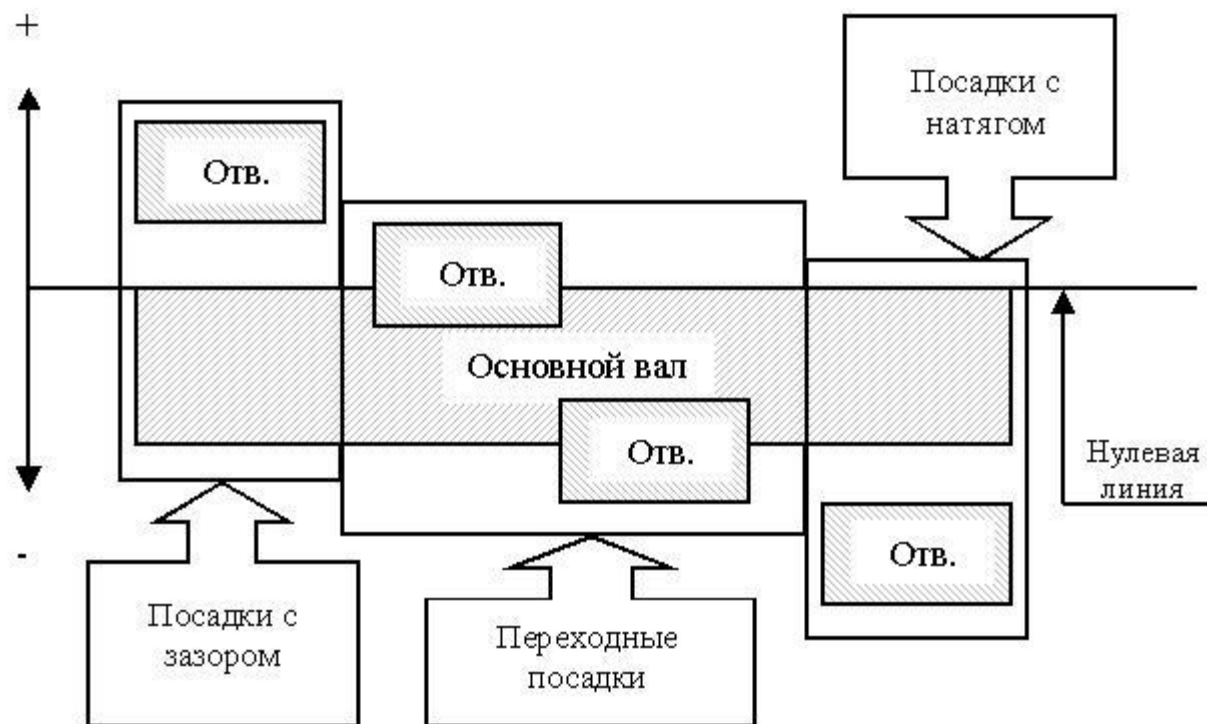 +
Посадки с
натягом
Отв.
Отв.
Основной вал
Отв.
Нулевая
линия
-
Отв.
Посадки с
зазором
Переходные
посадки